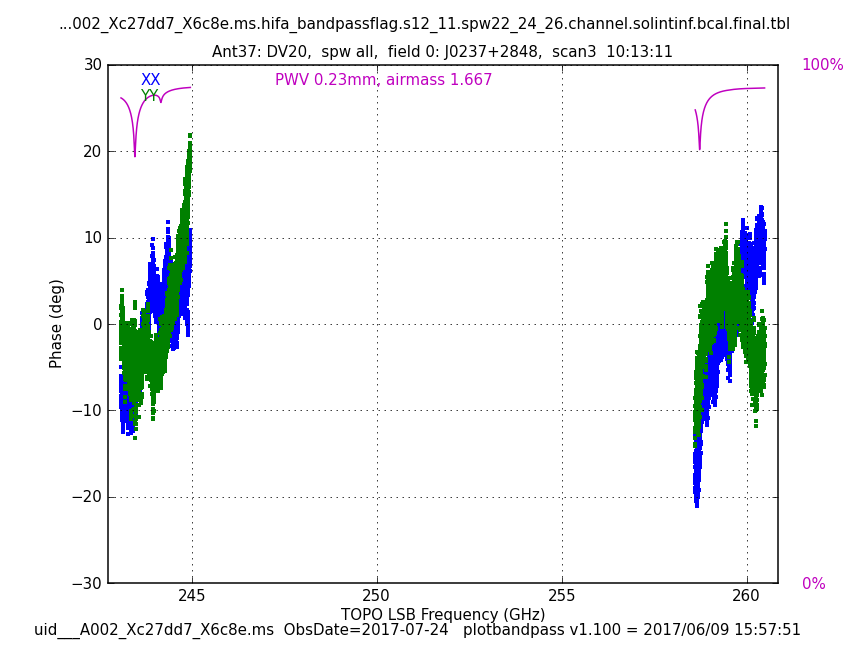 ...002_Xc27dd7_X6c8e.ms.hifa_bandpassflag.s12_11.spw22_24_26.channel.solintinf.bcal.final.tbl
Ant37: DV20,  spw all,  field 0: J0237+2848,  scan3  10:13:11
30
100%
XX
PWV 0.23mm, airmass 1.667
YY
20
10
Phase (deg)
0
−10
−20
−30
0%
245
250
255
260
TOPO LSB Frequency (GHz)
uid___A002_Xc27dd7_X6c8e.ms  ObsDate=2017-07-24   plotbandpass v1.100 = 2017/06/09 15:57:51